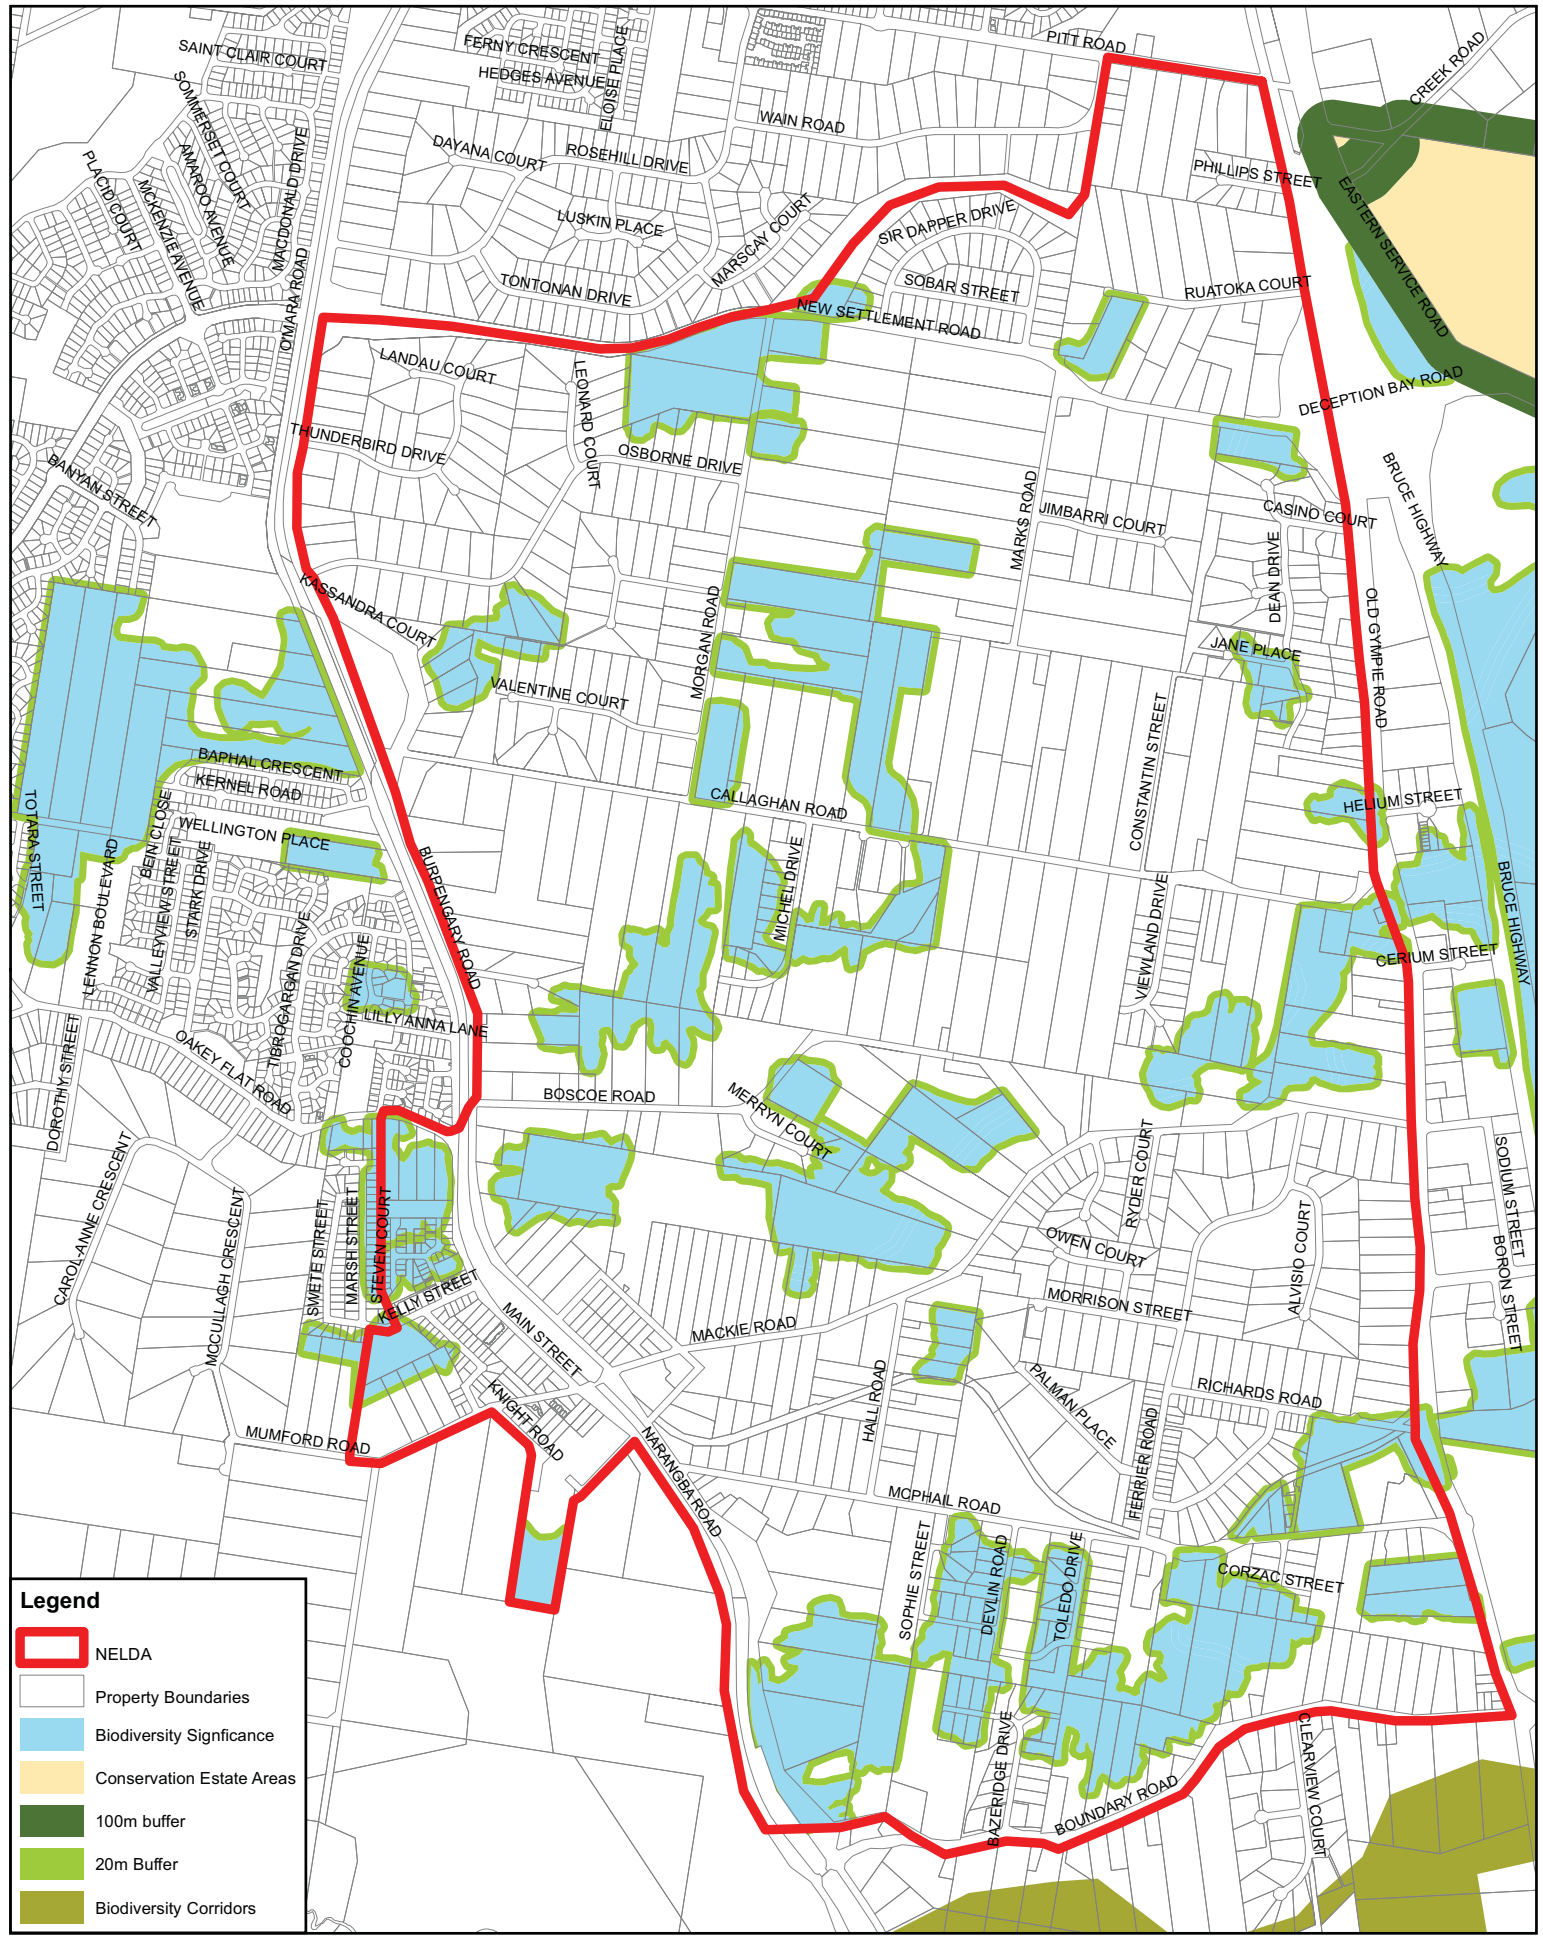 PITT ROAD
SAINT CLAIR COURT
FERNY CRESCENT
ELOISE PLACE
HEDGES AVENUE
CREEK ROAD
SOMMERSET COURT
WAIN ROAD
DAYANA COURT
ROSEHILL DRIVE
AMAROO AVENUE
MACDONALD DRIVE
PLACID COURT
MCKENZIE AVENUE
PHILLIPS STREET
EASTERN SERVICE ROAD
LUSKIN PLACE
MARSCAY COURT
SIR DAPPER DRIVE
O'MARA ROAD
TONTONAN DRIVE
SOBAR STREET
RUATOKA COURT
NEW SETTLEMENT ROAD
LANDAU COURT
LEONARD COURT
DECEPTION BAY ROAD
THUNDERBIRD DRIVE
OSBORNE DRIVE
BANYAN STREET
BRUCE HIGHWAY
MARKS ROAD
JIMBARRI COURT
CASINO COURT
DEAN DRIVE
KASSANDRA COURT
MORGAN ROAD
OLD GYMPIE ROAD
JANE PLACE
VALENTINE COURT
CONSTANTIN STREET
BAPHAL CRESCENT
KERNEL ROAD
CALLAGHAN ROAD
HELIUM STREET
TOTARA STREET
BEIN CLOSE
WELLINGTON PLACE
LENNON BOULEVARD
VALLEYVIEW STREET
STARK DRIVE
BURPENGARY ROAD
MICHEL DRIVE
VIEWLAND DRIVE
BRUCE HIGHWAY
TIBROGARGAN DRIVE
COOCHIN AVENUE
CERIUM STREET
LILLY ANNA LANE
DOROTHY STREET
OAKEY FLAT ROAD
BOSCOE ROAD
MERRYN COURT
CAROL-ANNE CRESCENT
MCCULLAGH CRESCENT
SWETE STREET
MARSH STREET
STEVEN COURT
RYDER COURT
SODIUM STREET
OWEN COURT
ALVISIO COURT
BORON STREET
KELLY STREET
MAIN STREET
MACKIE ROAD
MORRISON STREET
HALL ROAD
PALMAN PLACE
RICHARDS ROAD
KNIGHT ROAD
MUMFORD ROAD
NARANGBA ROAD
FERRIER ROAD
MCPHAIL ROAD
SOPHIE STREET
DEVLIN ROAD
TOLEDO DRIVE
CORZAC STREET
BAZERIDGE DRIVE
BOUNDARY ROAD
CLEARVIEW COURT
Legend
NELDA
Property Boundaries
Biodiversity Signficance
Conservation Estate Areas
100m buffer
20m Buffer
Biodiversity Corridors